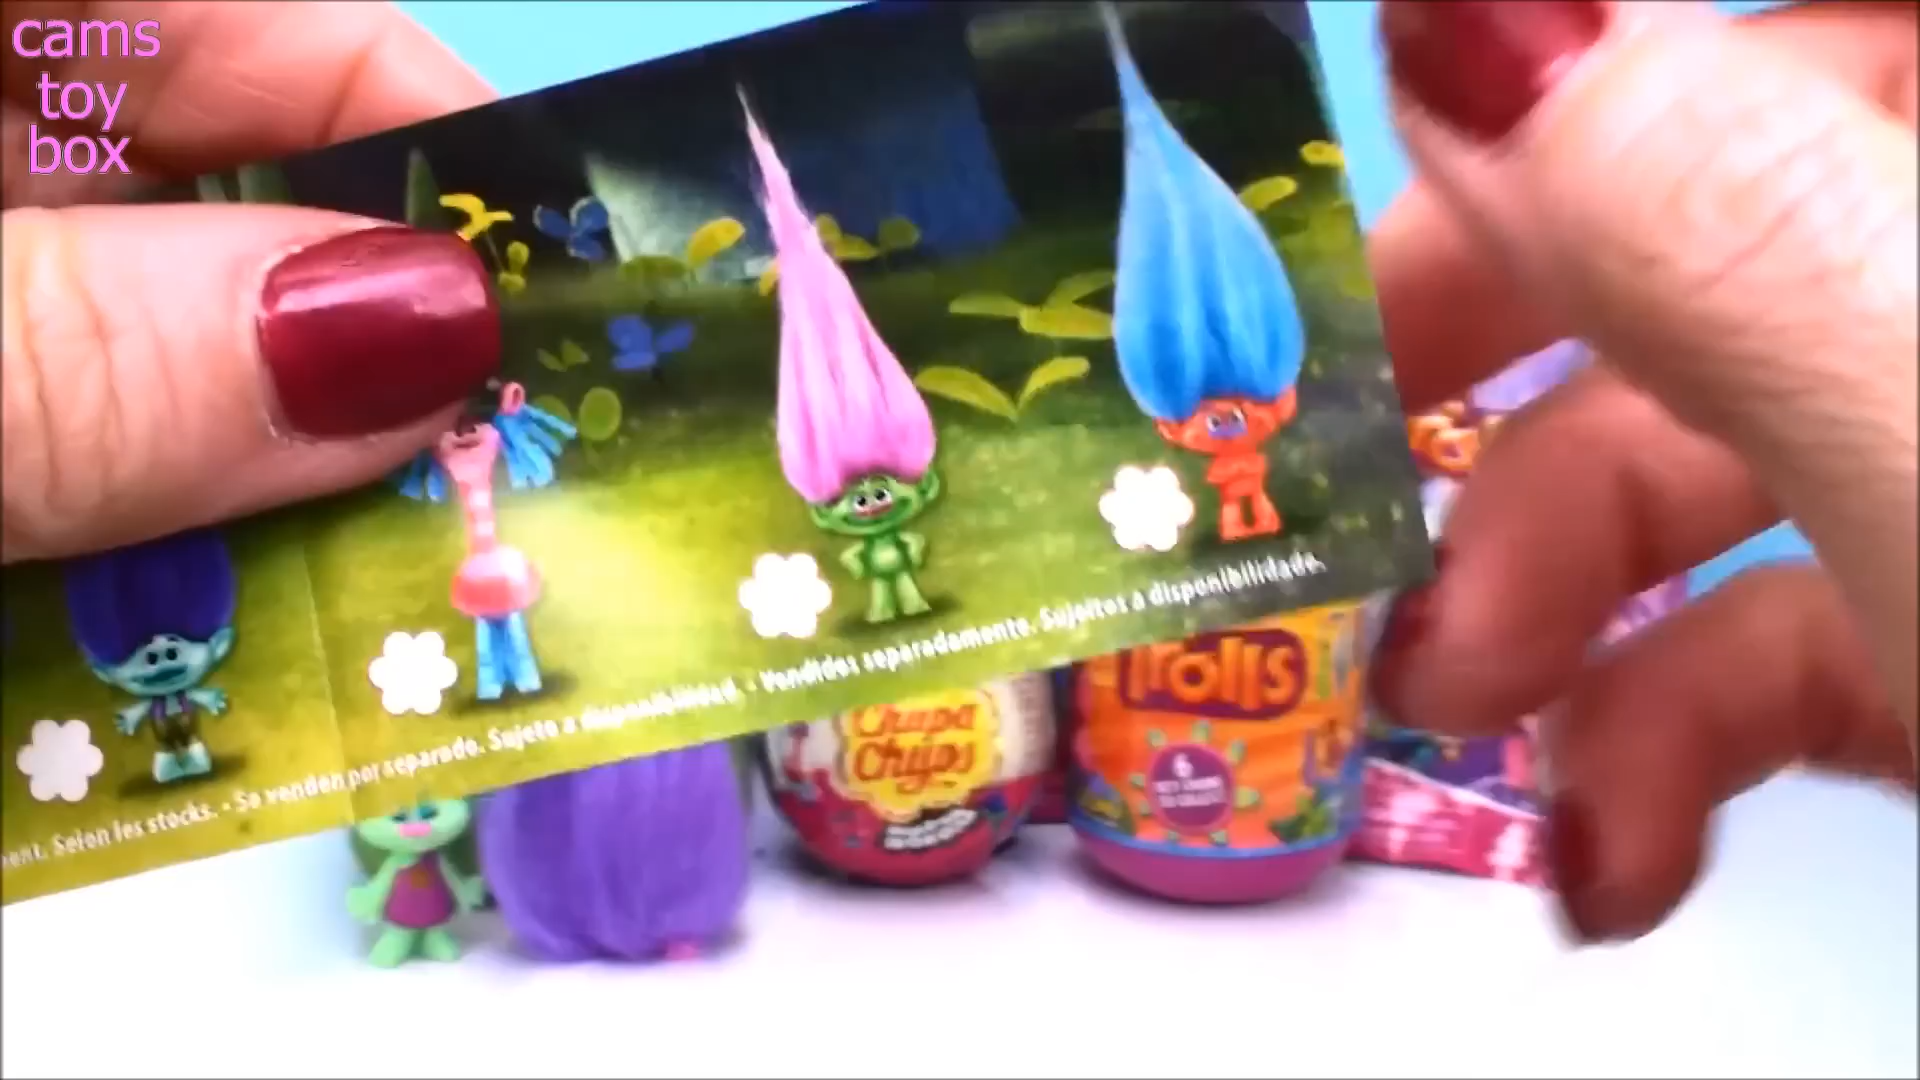 cams
toy
box
Selon les stocks. • Se venden por separado. Sujeto a disponibilidad. • Vendidos separadamente. Sujeitos a disponibilidade.
Trolls
Chupa
Chups
6